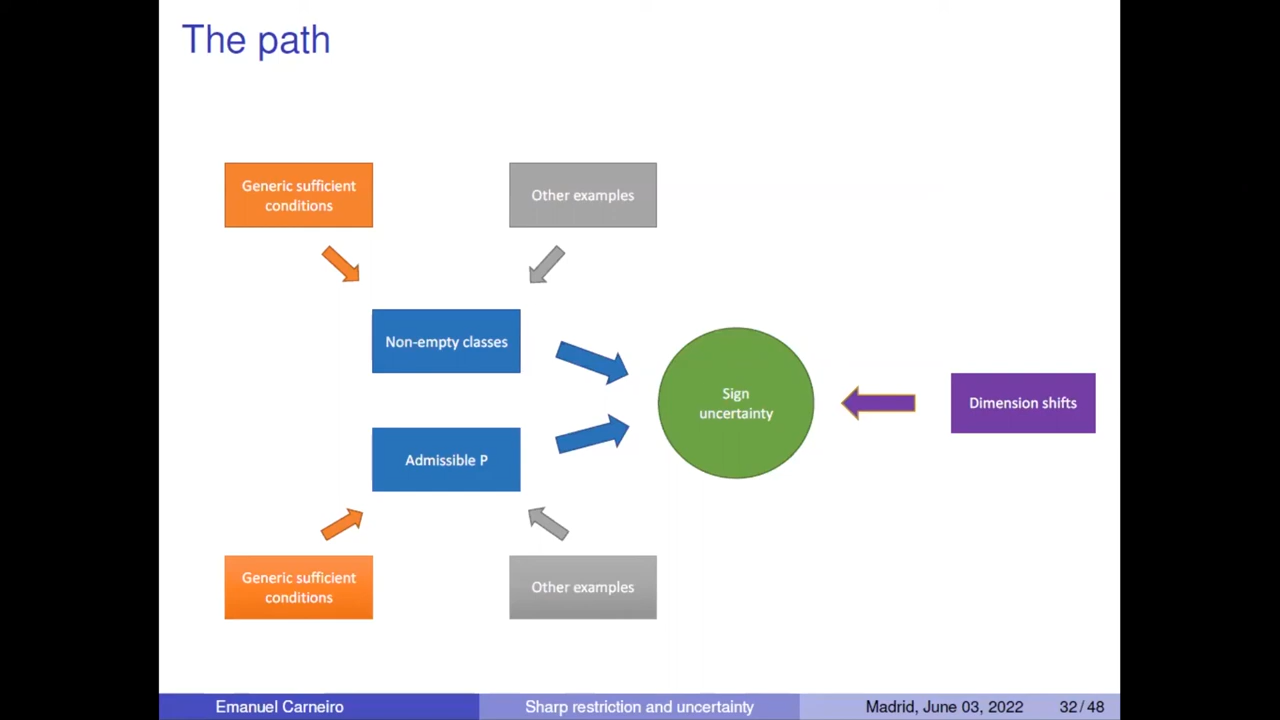 The path
Generic sufficient
conditions
Other examples
Non-empty classes
Sign
uncertainty
Dimension shifts
Admissible P
Generic sufficient
conditions
Other examples
Emanuel Carneiro
Sharp restriction and uncertainty
Madrid, June 03, 2022
32 / 48